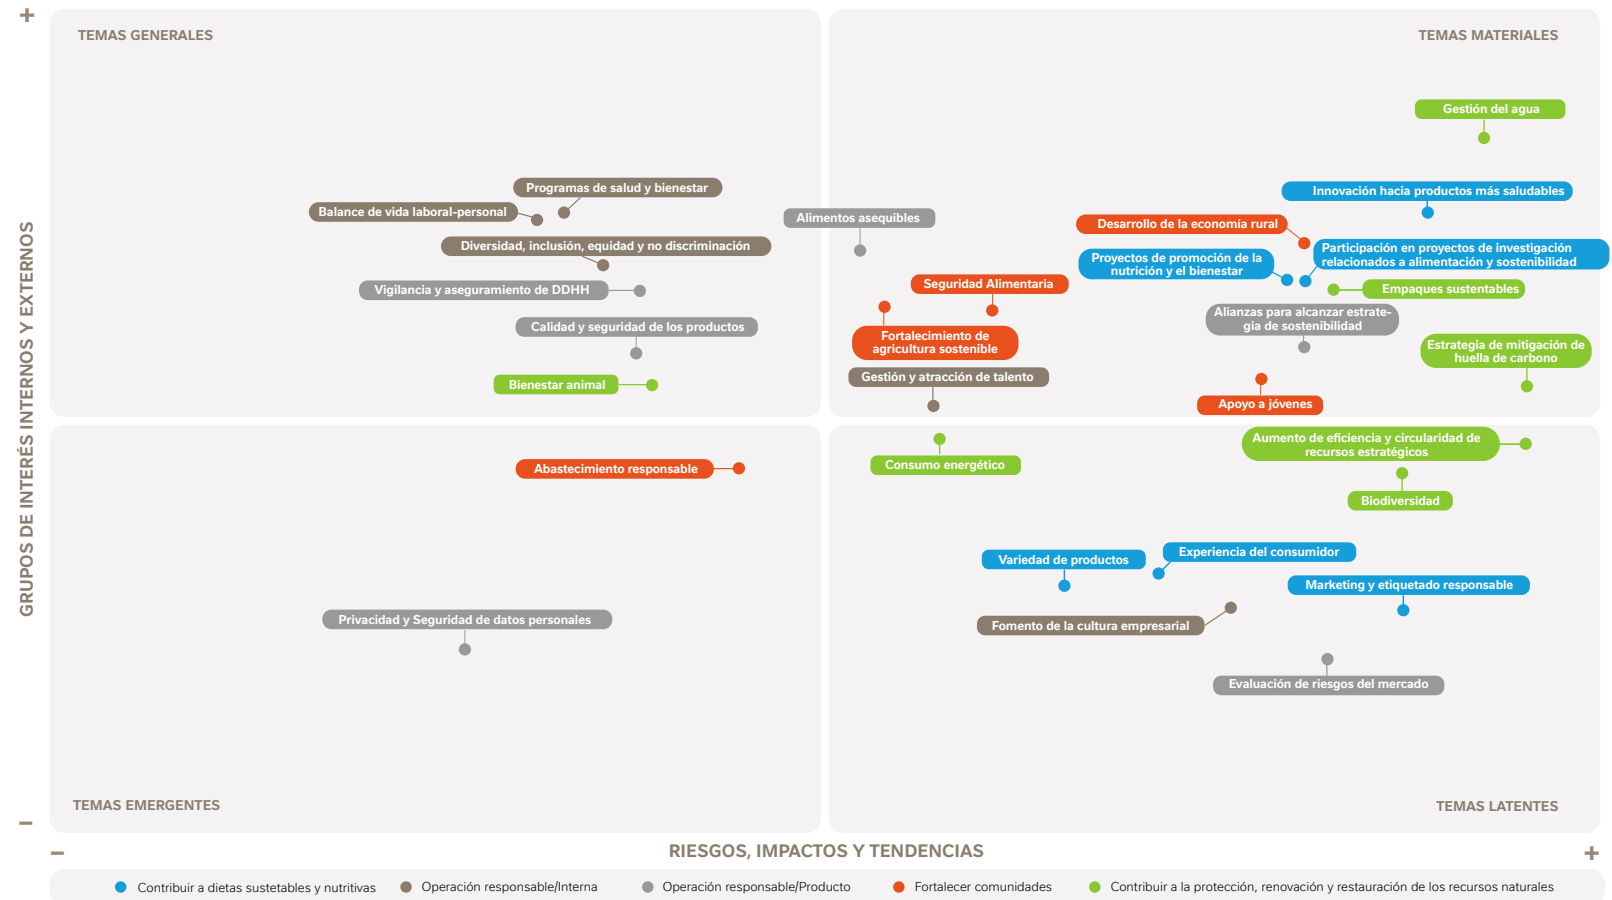 +
TEMAS GENERALES
TEMAS MATERIALES
Gestión del agua
Programas de salud y bienestar
Innovación hacia productos más saludables
Balance de vida laboral-personal
Alimentos asequibles
Desarrollo de la economía rural
Diversidad, inclusión, equidad y no discriminación
Participación en proyectos de investigación
relacionados a alimentación y sostenibilidad
Proyectos de promoción de la
nutrición y el bienestar
Vigilancia y aseguramiento de DDHH
Seguridad Alimentaria
Empaques sustentables
Alianzas para alcanzar estrate-
gia de sostenibilidad
Calidad y seguridad de los productos
Fortalecimiento de
agricultura sostenible
Estrategia de mitigación de
huella de carbono
Bienestar animal
Gestión y atracción de talento
Apoyo a jóvenes
GRUPOS DE INTERÉS INTERNOS Y EXTERNOS
Abastecimiento responsable
Consumo energético
Aumento de eficiencia y circularidad de
recursos estratégicos
Biodiversidad
Variedad de productos
Experiencia del consumidor
Marketing y etiquetado responsable
Privacidad y Seguridad de datos personales
Fomento de la cultura empresarial
Evaluación de riesgos del mercado
TEMAS EMERGENTES
TEMAS LATENTES
–
– RIESGOS, IMPACTOS Y TENDENCIAS +
Contribuir a dietas sustetables y nutritivas Operación responsable/Interna Operación responsable/Producto Fortalecer comunidades Contribuir a la protección, renovación y restauración de los recursos naturales